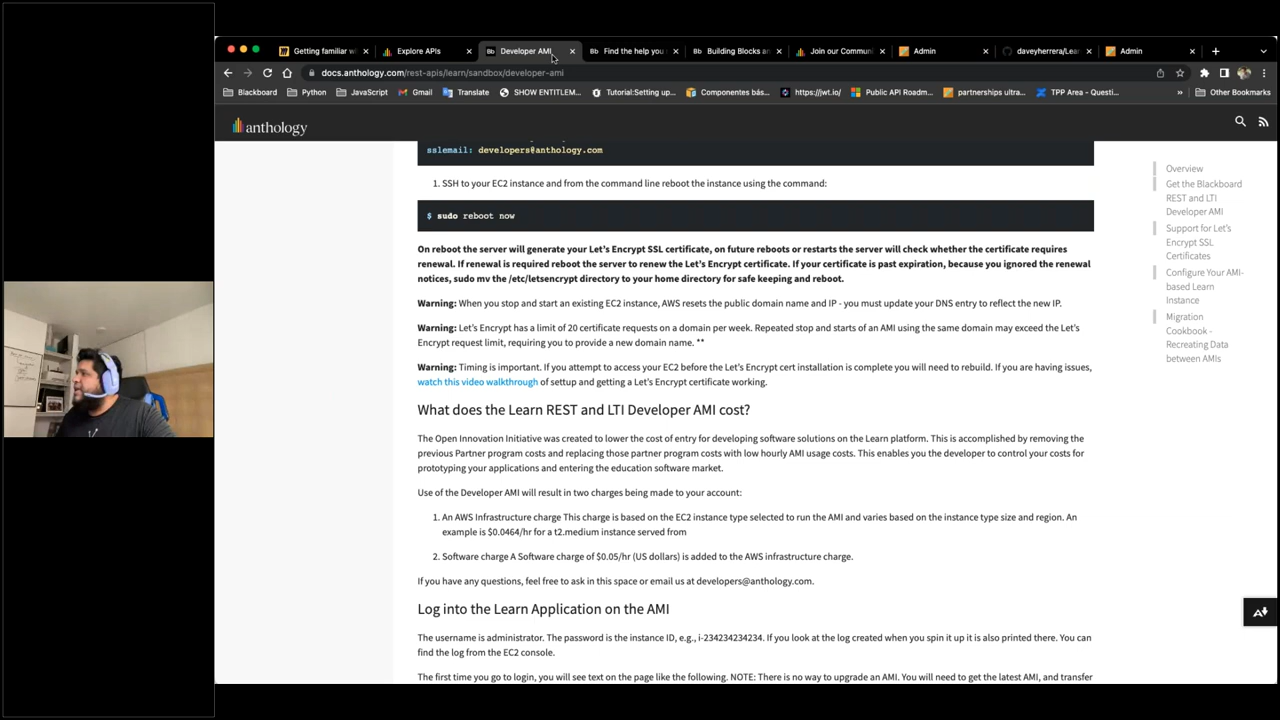 Getting familiar w
Explore APIs
Developer AMI
Find the help you
Building Blocks an
Join our Commun
Admin
daveyherrera/Lear
Admin
docs.anthology.com/rest-apis/learn/sandbox/developer-ami
Blackboard
Python
JavaScript
Gmail
Translate
SHOW ENTITLEM...
Tutorial:Setting up...
Componentes bás...
https://jwt.io/
Public API Roadm...
partnerships ultra...
TPP Area - Questi...
Other Bookmarks
anthology
sslemail: developers@anthology.com
1. SSH to your EC2 instance and from the command line reboot the instance using the command:
$ sudo reboot now
On reboot the server will generate your Let's Encrypt SSL certificate, on future reboots or restarts the server will check whether the certificate requires
renewal. If renewal is required reboot the server to renew the Let's Encrypt certificate. If your certificate is past expiration, because you ignored the renewal
notices, sudo mv the /etc/letsencrypt directory to your home directory for safe keeping and reboot.
Warning: When you stop and start an existing EC2 instance, AWS resets the public domain name and IP - you must update your DNS entry to reflect the new IP.
Warning: Let's Encrypt has a limit of 20 certificate requests on a domain per week. Repeated stop and starts of an AMI using the same domain may exceed the Let's
Encrypt request limit, requiring you to provide a new domain name. **
Warning: Timing is important. If you attempt to access your EC2 before the Let's Encrypt cert installation is complete you will need to rebuild. If you are having issues,
watch this video walkthrough of setup and getting a Let's Encrypt certificate working.
What does the Learn REST and LTI Developer AMI cost?
The Open Innovation Initiative was created to lower the cost of entry for developing software solutions on the Learn platform. This is accomplished by removing the
previous Partner program costs and replacing those partner program costs with low hourly AMI usage costs. This enables you the developer to control your costs for
prototyping your applications and entering the education software market.
Use of the Developer AMI will result in two charges being made to your account:
1. An AWS Infrastructure charge This charge is based on the EC2 instance type selected to run the AMI and varies based on the instance type size and region. An
example is $0.0464/hr for a t2.medium instance served from
2. Software charge A Software charge of $0.05/hr (US dollars) is added to the AWS infrastructure charge.
If you have any questions, feel free to ask in this space or email us at developers@anthology.com.
Log into the Learn Application on the AMI
The username is administrator. The password is the instance ID, e.g., i-234234234234. If you look at the log created when you spin it up it is also printed there. You can
find the log from the EC2 console.
The first time you go to login, you will see text on the page like the following. NOTE: There is no way to upgrade an AMI. You will need to get the latest AMI, and transfer
Overview
Get the Blackboard
REST and LTI
Developer AMI
Support for Let's
Encrypt SSL
Certificates
Configure Your AMI-
based Learn
Instance
Migration
Cookbook -
Recreating Data
between AMIs